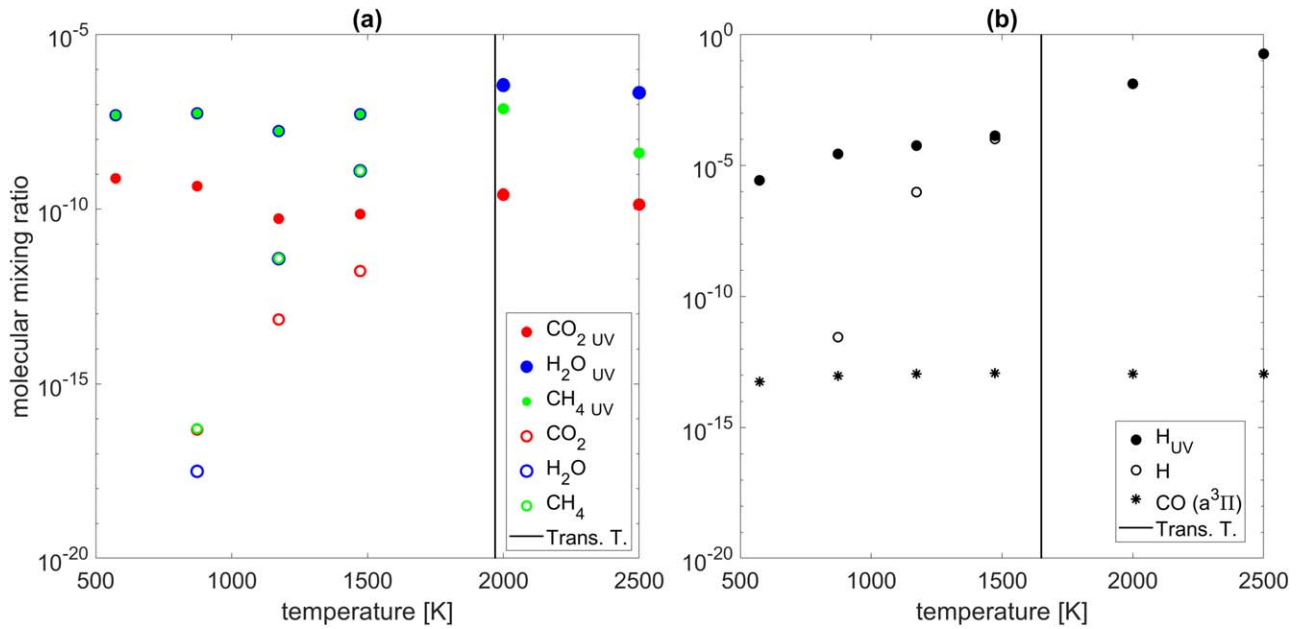 (a)
molecular mixing ratio
10^-5
10^-10
10^-15
10^-20
CO₂ UV
H₂O UV
CH₄ UV
CO₂
H₂O
CH₄
Trans. T.
500 1000 1500 2000 2500
temperature [K]
(b)
10^0
10^-5
10^-10
10^-15
10^-20
H_UV
H
CO (a³Π)
Trans. T.
500 1000 1500 2000 2500
temperature [K]